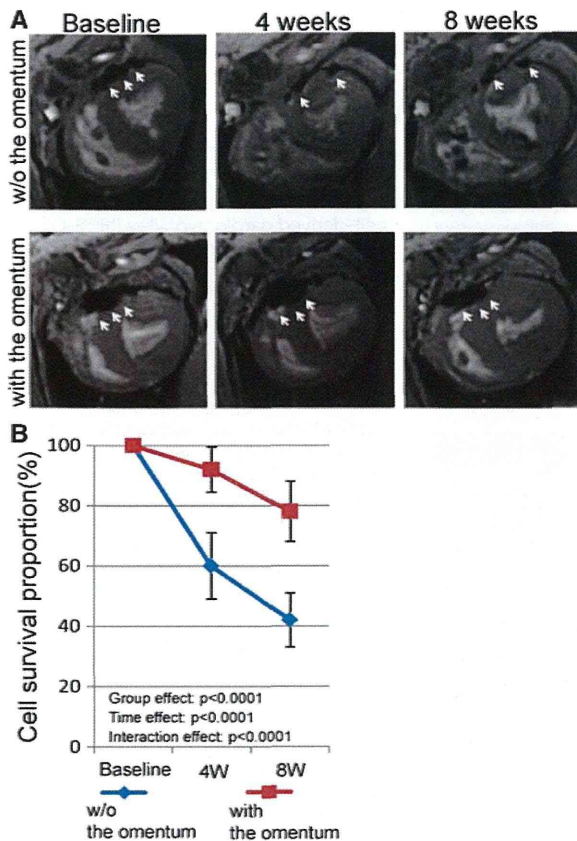 A
Baseline
4 weeks
8 weeks
w/o the omentum
with the omentum
B
Cell survival proportion(%)
100
80
60
40
20
0
Group effect: p<0.0001
Time effect: p<0.0001
Interaction effect: p<0.0001
Baseline
4W
8W
w/o
the omentum
with
the omentum